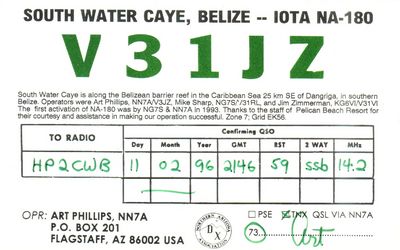 SOUTH WATER CAYE, BELIZE -- IOTA NA-180
V31JZ
South Water Caye is along the Belizean barrier reef in the Caribbean Sea 25 km SE of Dangriga, in southern
Belize. Operators were Art Phillips, NN7A/V3JZ, Mike Sharp, NG7S/V31RL, and Jim Zimmerman, KG6VI/V31VI
The first activation of NA-180 was by NG7S & NN7A in 1993. Thanks to the staff of Pelican Beach Resort for
their courtesy and assistance in making our operation successful. Zone 7; Grid EK56.
TO RADIO Confirming QSO
Day Month Year GMT RST 2 WAY MHz
HP2CWB 11 02 96 2146 59 SSB 14.2
OPR: ART PHILLIPS, NN7A
P.O. BOX 201
FLAGSTAFF, AZ 86002 USA
NORTHERN ARIZONA DX ASSOCIATION
PSE TNX QSL VIA NN7A
73, Art